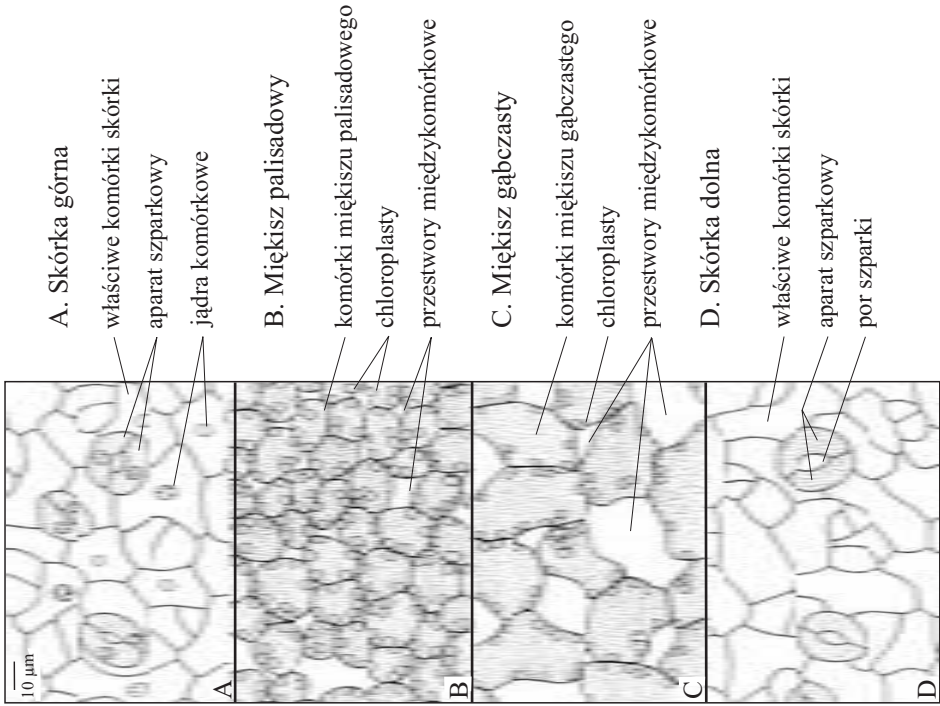 10 μm
A
A. Skórka górna
właściwe komórki skórki
aparat szparkowy
jądra komórkowe
B
B. Miękisz palisadowy
komórki miękiszu palisadowego
chloroplasty
przestwory międzykomórkowe
C
C. Miękisz gąbczasty
komórki miękiszu gąbczastego
chloroplasty
przestwory międzykomórkowe
D
D. Skórka dolna
właściwe komórki skórki
aparat szparkowy
por szparki